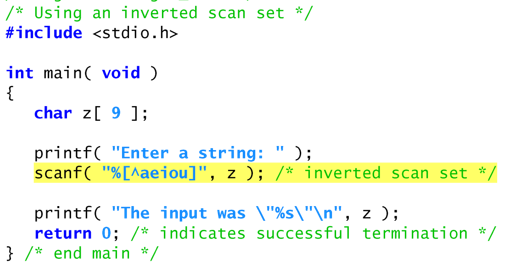 /* Using an inverted scan set */
#include <stdio.h>
int main( void )
{
char z[ 9 ];
printf( "Enter a string: " );
scanf( "%[^aeiou]", z ); /* inverted scan set */
printf( "The input was \"%s\"\n", z );
return 0; /* indicates successful termination */
} /* end main */